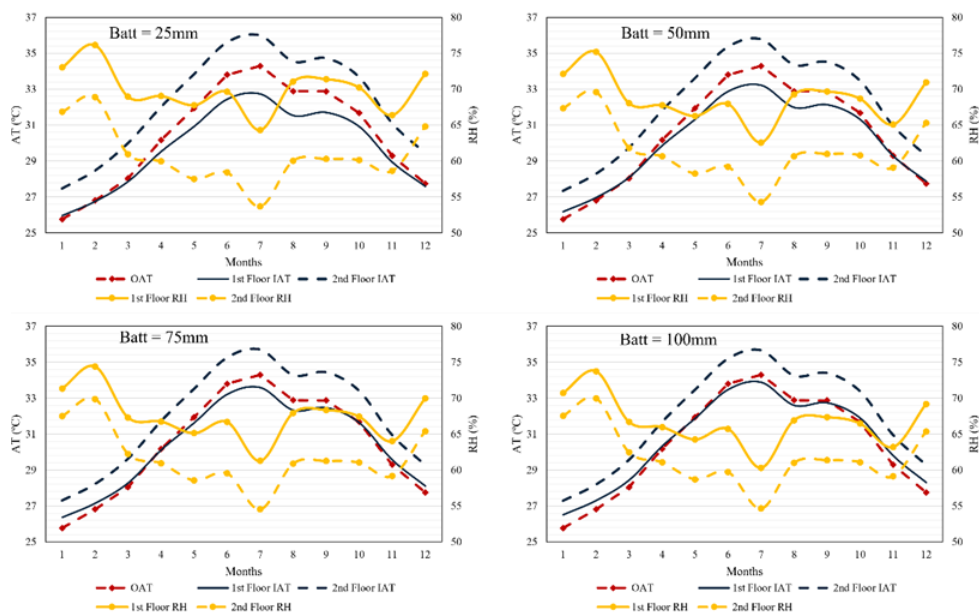 Batt = 25mm
37
35
33
31
29
27
25
AT (°C)
80
75
70
65
60
55
50
RH (%)
1 2 3 4 5 6 7 8 9 10 11 12
Months
OAT 1st Floor IAT 2nd Floor IAT
1st Floor RH 2nd Floor RH
Batt = 50mm
37
35
33
31
29
27
25
AT (°C)
80
75
70
65
60
55
50
RH (%)
1 2 3 4 5 6 7 8 9 10 11 12
Months
OAT 1st Floor IAT 2nd Floor IAT
1st Floor RH 2nd Floor RH
Batt = 75mm
37
35
33
31
29
27
25
AT (°C)
80
75
70
65
60
55
50
RH (%)
1 2 3 4 5 6 7 8 9 10 11 12
Months
OAT 1st Floor IAT 2nd Floor IAT
1st Floor RH 2nd Floor RH
Batt = 100mm
37
35
33
31
29
27
25
AT (°C)
80
75
70
65
60
55
50
RH (%)
1 2 3 4 5 6 7 8 9 10 11 12
Months
OAT 1st Floor IAT 2nd Floor IAT
1st Floor RH 2nd Floor RH